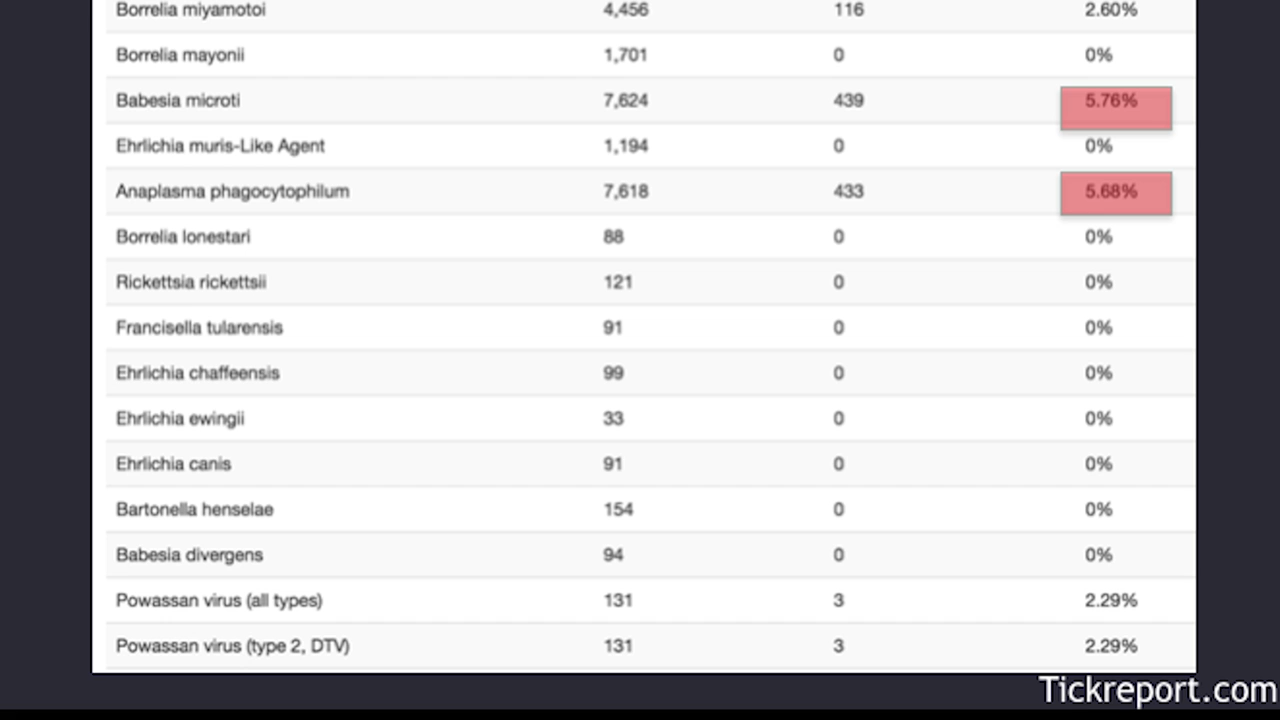 Borrelia miyamotoi 4,456 116 2.60%
Borrelia mayonii 1,701 0 0%
Babesia microti 7,624 439 5.76%
Ehrlichia muris-Like Agent 1,194 0 0%
Anaplasma phagocytophilum 7,618 433 5.68%
Borrelia lonestari 88 0 0%
Rickettsia rickettsii 121 0 0%
Francisella tularensis 91 0 0%
Ehrlichia chaffeensis 99 0 0%
Ehrlichia ewingii 33 0 0%
Ehrlichia canis 91 0 0%
Bartonella henselae 154 0 0%
Babesia divergens 94 0 0%
Powassan virus (all types) 131 3 2.29%
Powassan virus (type 2, DTV) 131 3 2.29%
Tickreport.com